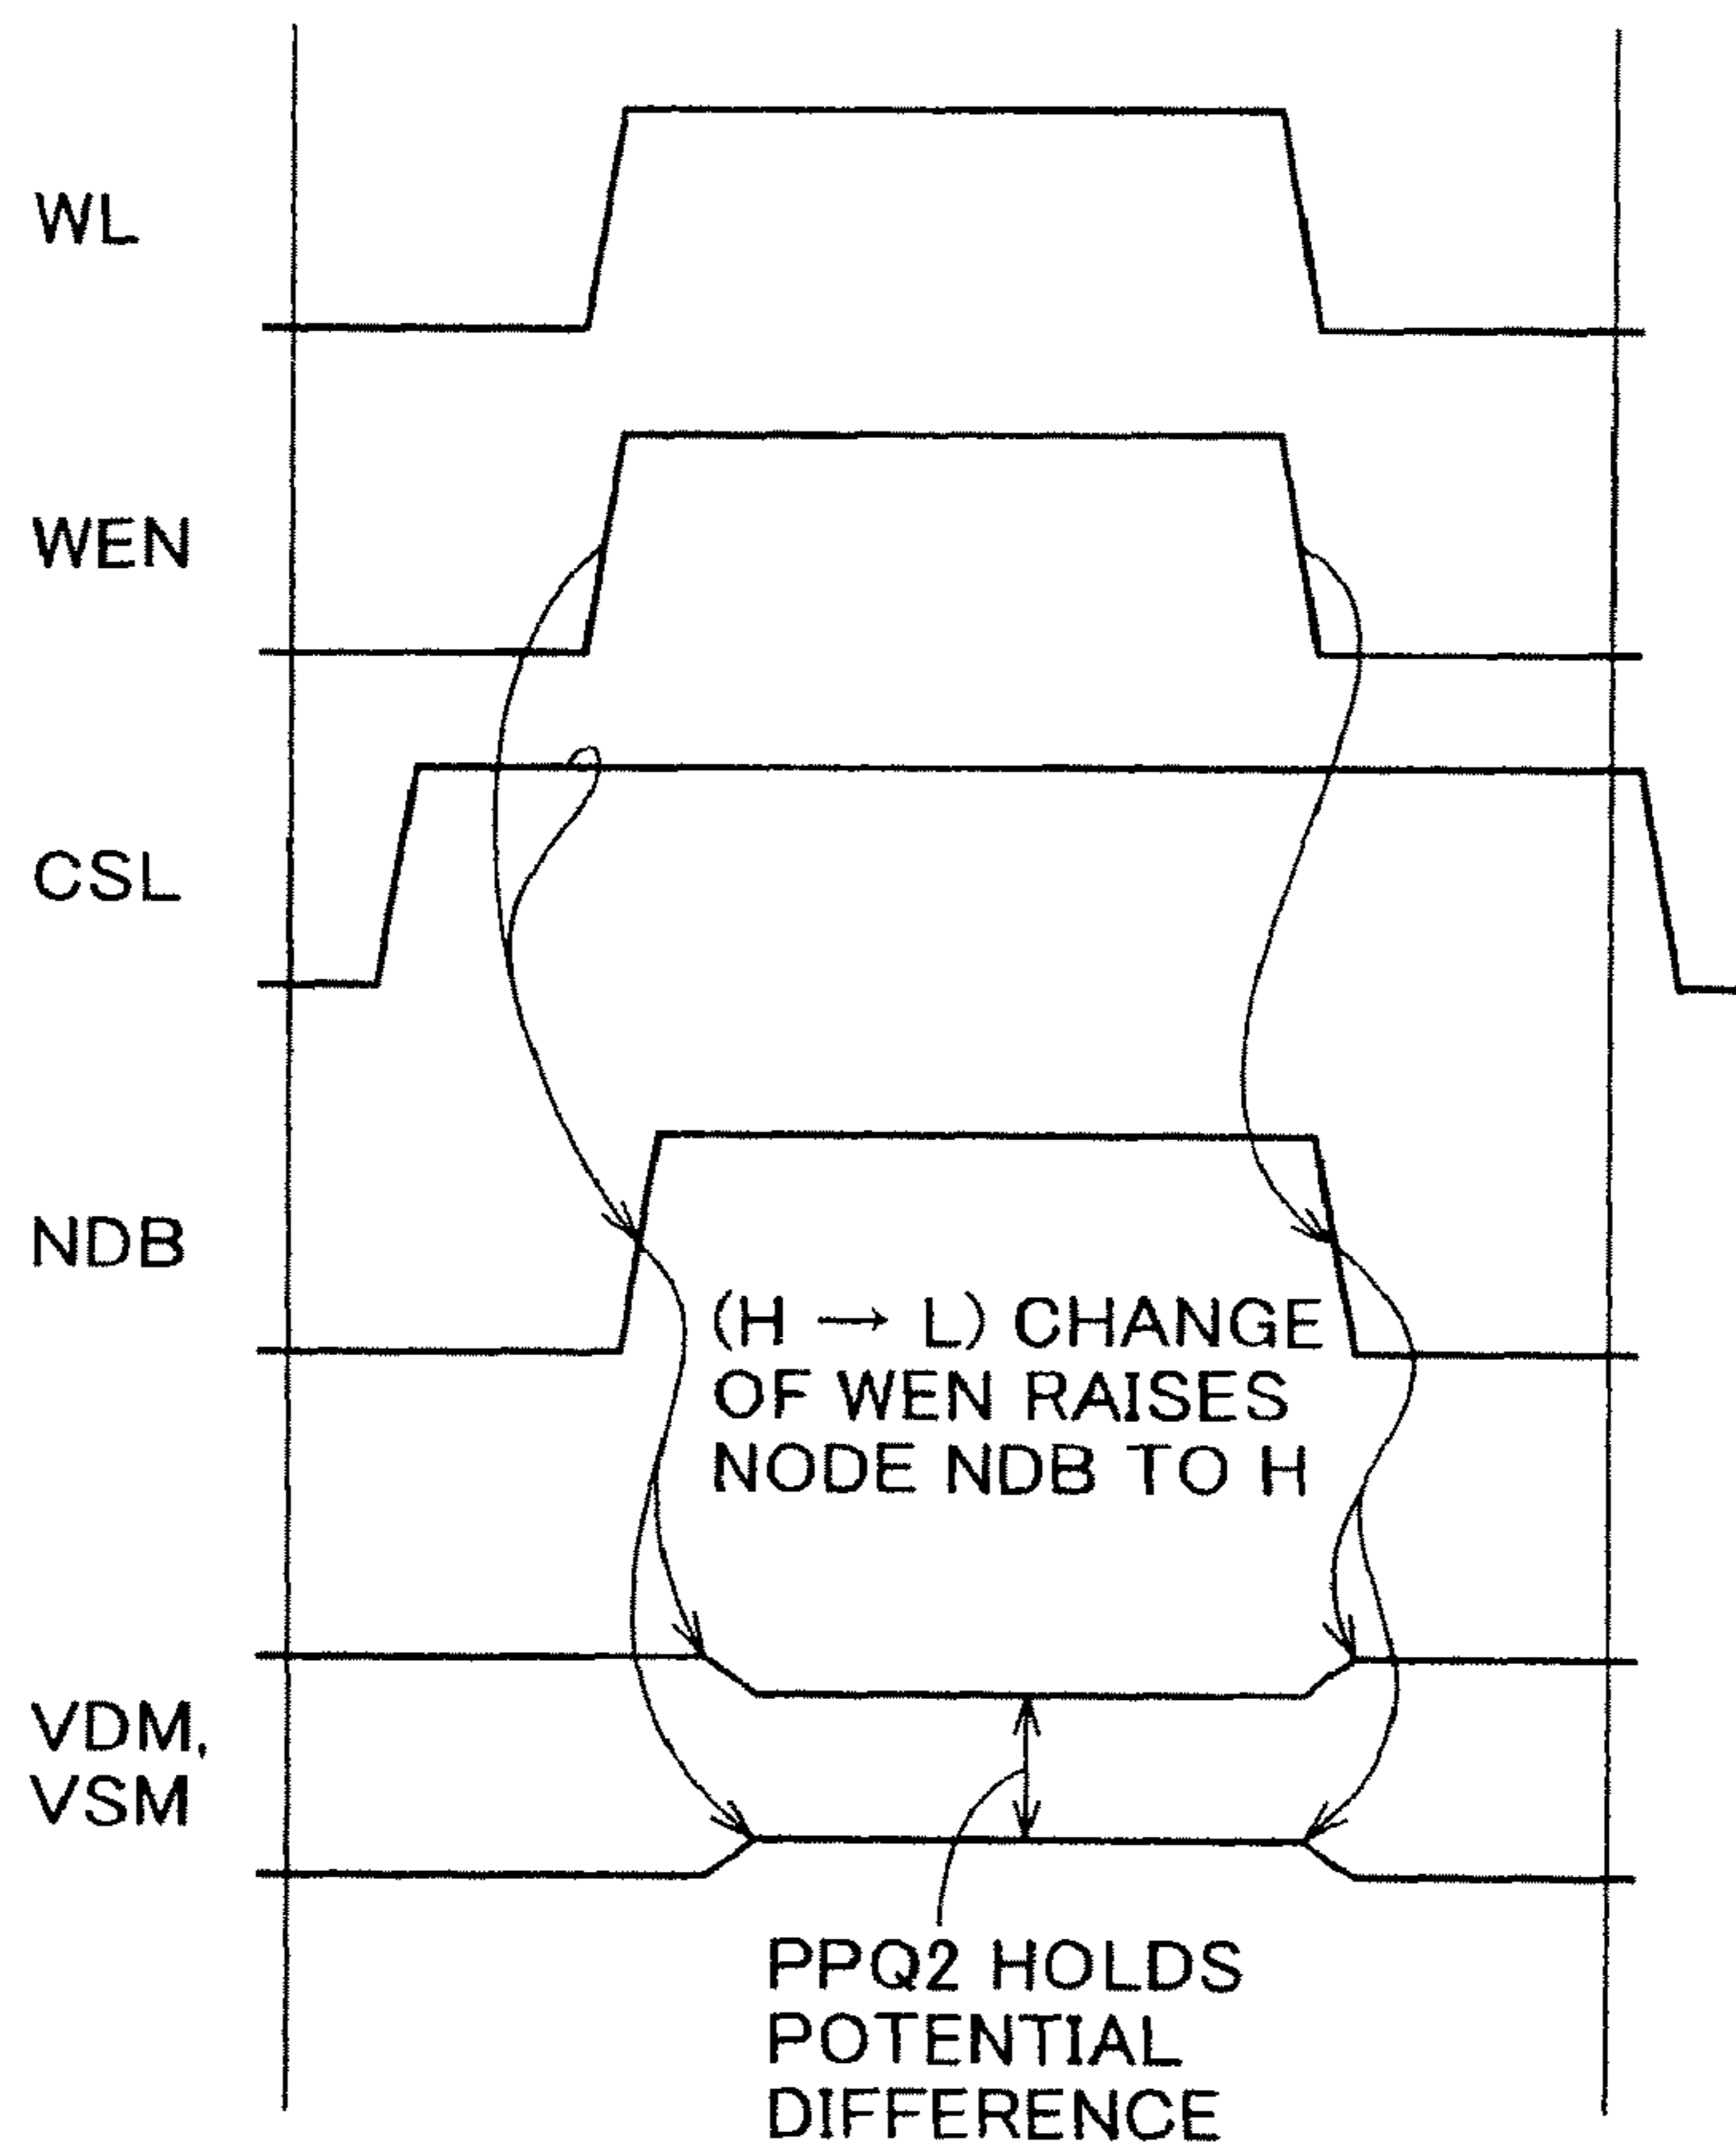 WL
WEN
CSL
NDB
(H → L) CHANGE
OF WEN RAISES
NODE NDB TO H
VDM,
VSM
PPQ2 HOLDS
POTENTIAL
DIFFERENCE